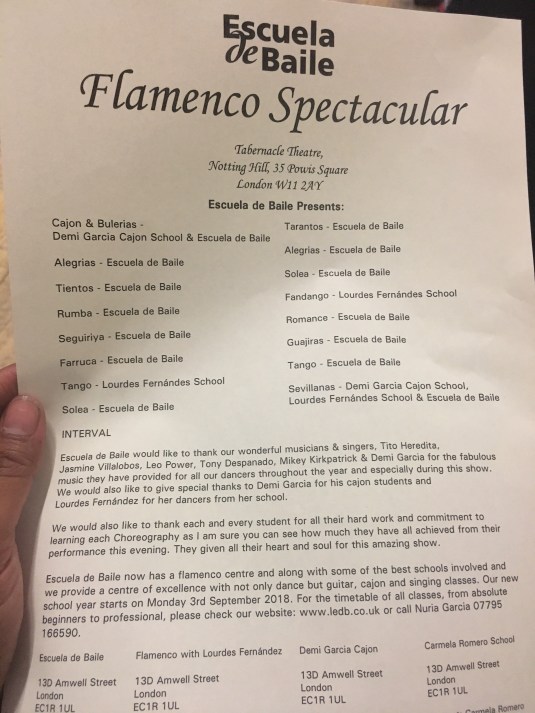 Escuela
de Baile
Flamenco Spectacular
Tabernacle Theatre,
Notting Hill, 35 Powis Square
London W11 2AY
Escuela de Baile Presents:
Cajon & Bulerias -
Demi Garcia Cajon School & Escuela de Baile
Alegrias - Escuela de Baile
Tientos - Escuela de Baile
Rumba - Escuela de Baile
Seguiriya - Escuela de Baile
Farruca - Escuela de Baile
Tango - Lourdes Fernándes School
Solea - Escuela de Baile
INTERVAL
Tarantos - Escuela de Baile
Alegrias - Escuela de Baile
Solea - Escuela de Baile
Fandango - Lourdes Fernándes School
Romance - Escuela de Baile
Guajiras - Escuela de Baile
Tango - Escuela de Baile
Sevillanas - Demi Garcia Cajon School,
Lourdes Fernándes School & Escuela de Baile
Escuela de Baile would like to thank our wonderful musicians & singers, Tito Heredita,
Jasmine Villalobos, Leo Power, Tony Despanado, Mikey Kirkpatrick & Demi Garcia for the fabulous
music they have provided for all our dancers throughout the year and especially during this show.
We would also like to give special thanks to Demi Garcia for his cajon students and
Lourdes Fernández for her dancers from her school.
We would also like to thank each and every student for all their hard work and commitment to
learning each Choreography as I am sure you can see how much they have all achieved from their
performance this evening. They given all their heart and soul for this amazing show.
Escuela de Baile now has a flamenco centre and along with some of the best schools involved and
we provide a centre of excellence with not only dance but guitar, cajon and singing classes. Our new
school year starts on Monday 3rd September 2018. For the timetable of all classes, from absolute
beginners to professional, please check our website: www.ledb.co.uk or call Nuria Garcia 07795
166590.
Escuela de Baile
13D Amwell Street
London
EC1R 1UL
Flamenco with Lourdes Fernández
13D Amwell Street
London
EC1R 1UL
Demi Garcia Cajon
13D Amwell Street
London
EC1R 1UL
Carmela Romero School
13D Amwell Street
London
EC1R 1UL
Carmela Romero